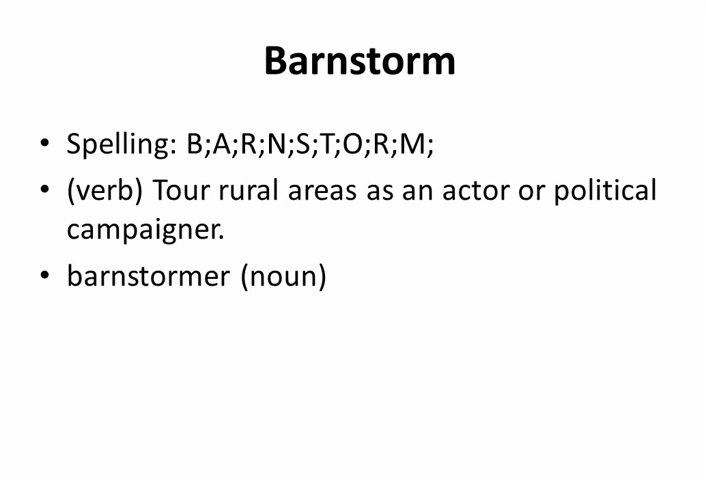 Barnstorm
• Spelling: B;A;R;N;S;T;O;R;M;
• (verb) Tour rural areas as an actor or political
campaigner.
• barnstormer (noun)